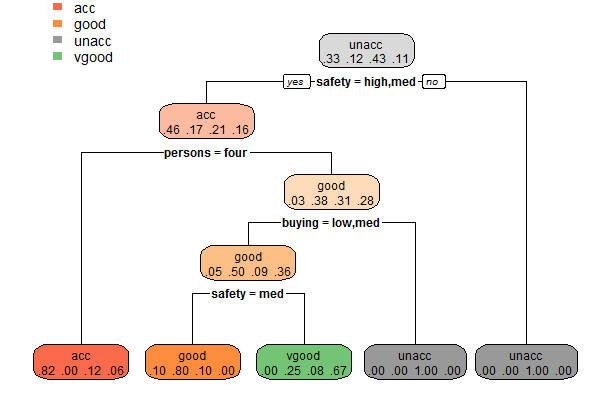 acc
good
unacc
vgood
unacc
.33 .12 .43 .11
yes safety = high,med no
acc
.46 .17 .21 .16
persons = four
good
.03 .38 .31 .28
buying = low,med
good
.05 .50 .09 .36
safety = med
acc good vgood unacc unacc
.82 .00 .12 .06 .10 .80 .10 .00 .00 .25 .08 .67 .00 .00 1.00 .00 .00 .00 1.00 .00